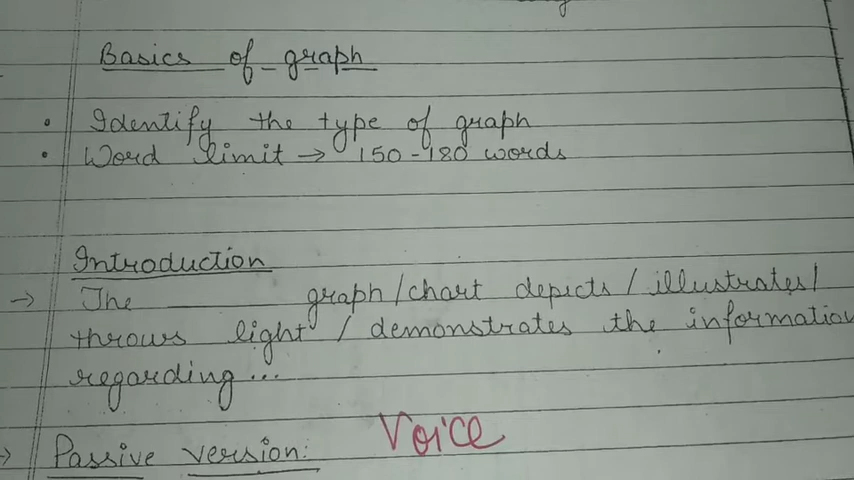 Basics of graph
• Identify the type of graph
• Word limit → 150-180 words
Introduction
→ The graph/chart depicts / illustrates/
throws light / demonstrates the information
regarding...
→ Passive version: Voice